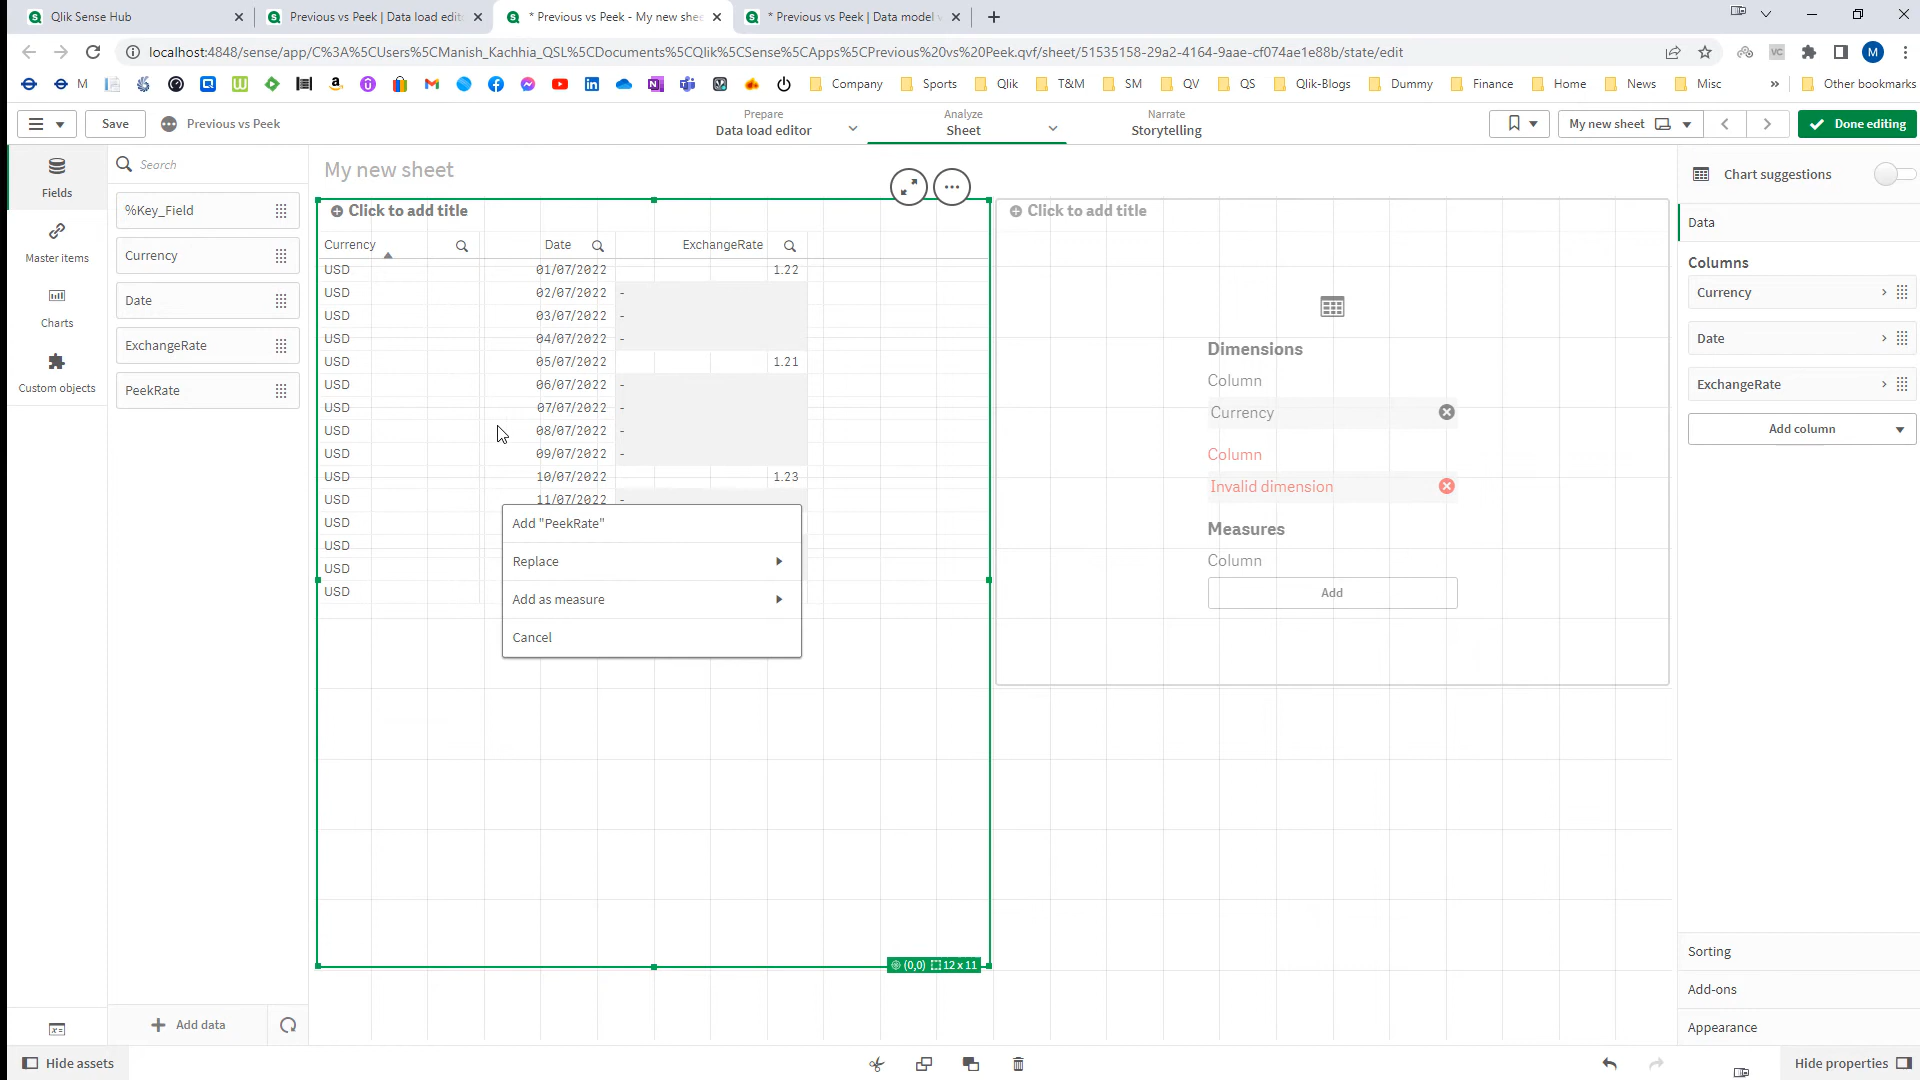 Qlik Sense Hub
Previous vs Peek | Data load edit
* Previous vs Peek - My new shee
* Previous vs Peek | Data model v
localhost:4848/sense/app/C%3A%5CUsers%5CManish_Kachhia_QSL%5CDocuments%5CQlik%5CSense%5CApps%5CPrevious%20vs%20Peek.qvf/sheet/51535158-29a2-4164-9aae-cf074ae1e88b/state/edit
VC
M
M
Company
Sports
Qlik
T&M
SM
QV
QS
Qlik-Blogs
Dummy
Finance
Home
News
Misc
»
Other bookmarks
Save
Previous vs Peek
Prepare
Data load editor
Analyze
Sheet
Narrate
Storytelling
My new sheet
Done editing
Fields
Master items
Charts
Custom objects
Search
%Key_Field
Currency
Date
ExchangeRate
PeekRate
My new sheet
Click to add title
Currency Date ExchangeRate
USD 01/07/2022 1.22
USD 02/07/2022 -
USD 03/07/2022 -
USD 04/07/2022 -
USD 05/07/2022 1.21
USD 06/07/2022 -
USD 07/07/2022 -
USD 08/07/2022 -
USD 09/07/2022 -
USD 10/07/2022 1.23
USD 11/07/2022 -
USD
USD
USD
USD
Add "PeekRate"
Replace
Add as measure
Cancel
(0,0) 12 x 11
Click to add title
Dimensions
Column
Currency
Column
Invalid dimension
Measures
Column
Add
Chart suggestions
Data
Columns
Currency
Date
ExchangeRate
Add column
Sorting
Add-ons
Appearance
Add data
Hide assets
Hide properties